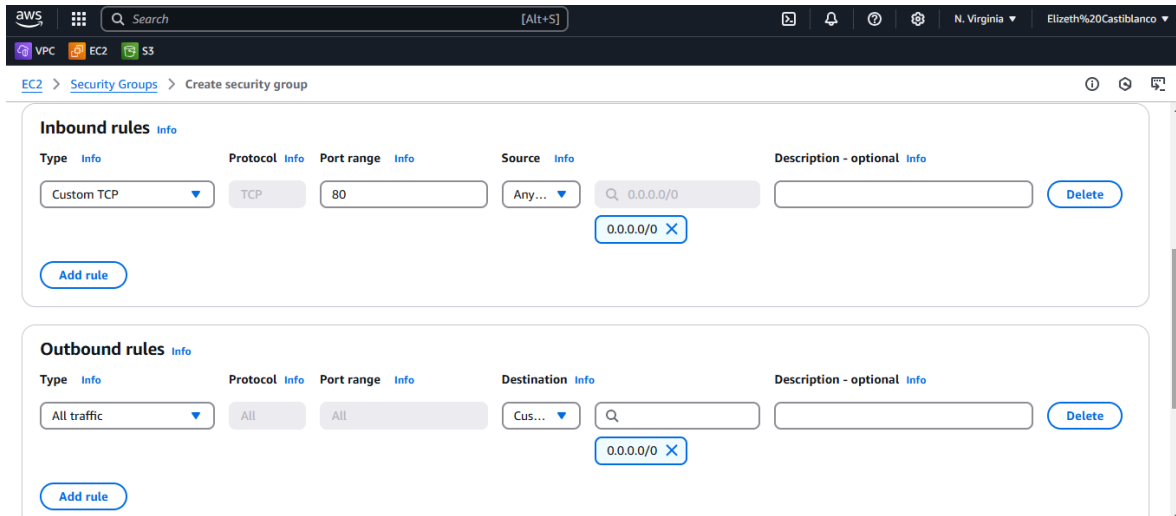 aws Search [Alt+S] N. Virginia Elizeth%20Castiblanco
VPC EC2 S3
EC2 > Security Groups > Create security group
Inbound rules Info
Type Info Protocol Info Port range Info Source Info Description - optional Info
Custom TCP TCP 80 Any... 0.0.0.0/0 Delete
0.0.0.0/0
Add rule
Outbound rules Info
Type Info Protocol Info Port range Info Destination Info Description - optional Info
All traffic All All Cus... Delete
0.0.0.0/0
Add rule